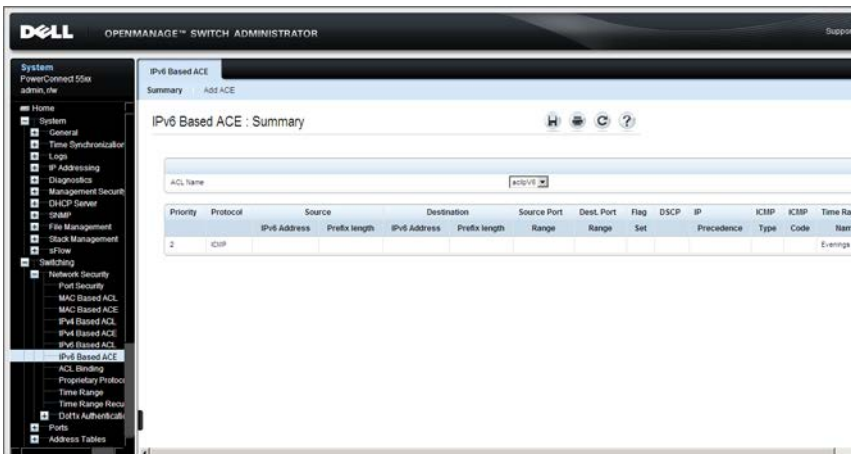 DELL OPENMANAGE™ SWITCH ADMINISTRATOR Suppor
System
PowerConnect 55xx
admin, r/w
Home
System
General
Time Synchronization
Logs
IP Addressing
Diagnostics
Management Securit
DHCP Server
SNMP
File Management
Stack Management
sFlow
Switching
Network Security
Port Security
MAC Based ACL
MAC Based ACE
IPv4 Based ACL
IPv4 Based ACE
IPv6 Based ACL
IPv6 Based ACE
ACL Binding
Proprietary Protoco
Time Range
Time Range Recu
Dot1x Authenticatio
Ports
Address Tables
IPv6 Based ACE
Summary Add ACE
IPv6 Based ACE : Summary
ACL Name aclIpV6
Priority Protocol Source Destination Source Port Dest. Port Flag DSCP IP ICMP ICMP Time Ra
IPv6 Address Prefix length IPv6 Address Prefix length Range Range Set Precedence Type Code Nam
2 ICMP Evenings